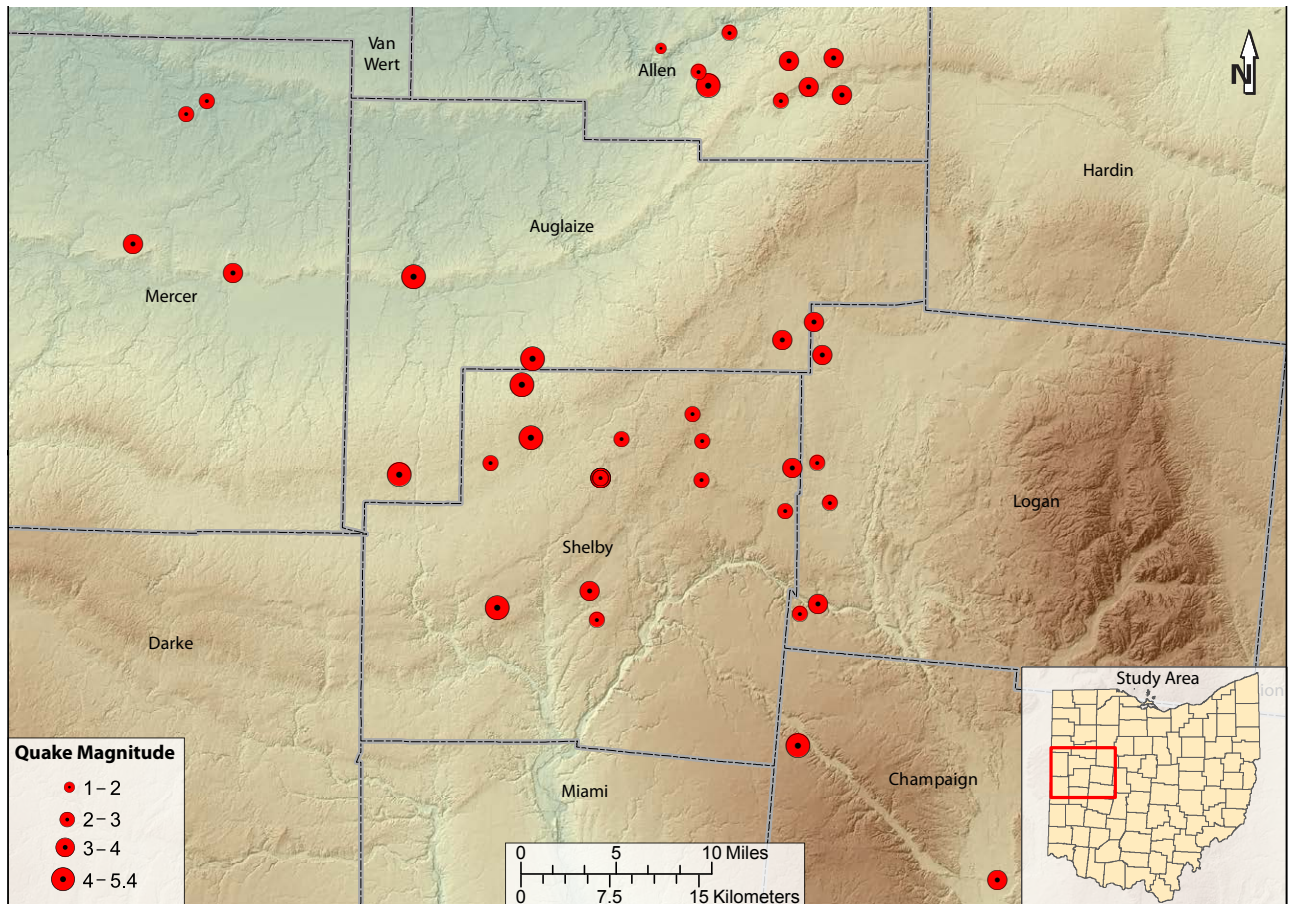 Van
Wert
Allen
N
Hardin
Auglaize
Mercer
Logan
Shelby
Darke
Study Area
ion
Quake Magnitude
1 – 2
2 – 3
3 – 4
4 – 5.4
Miami
Champaign
0 5 10 Miles
0 7.5 15 Kilometers